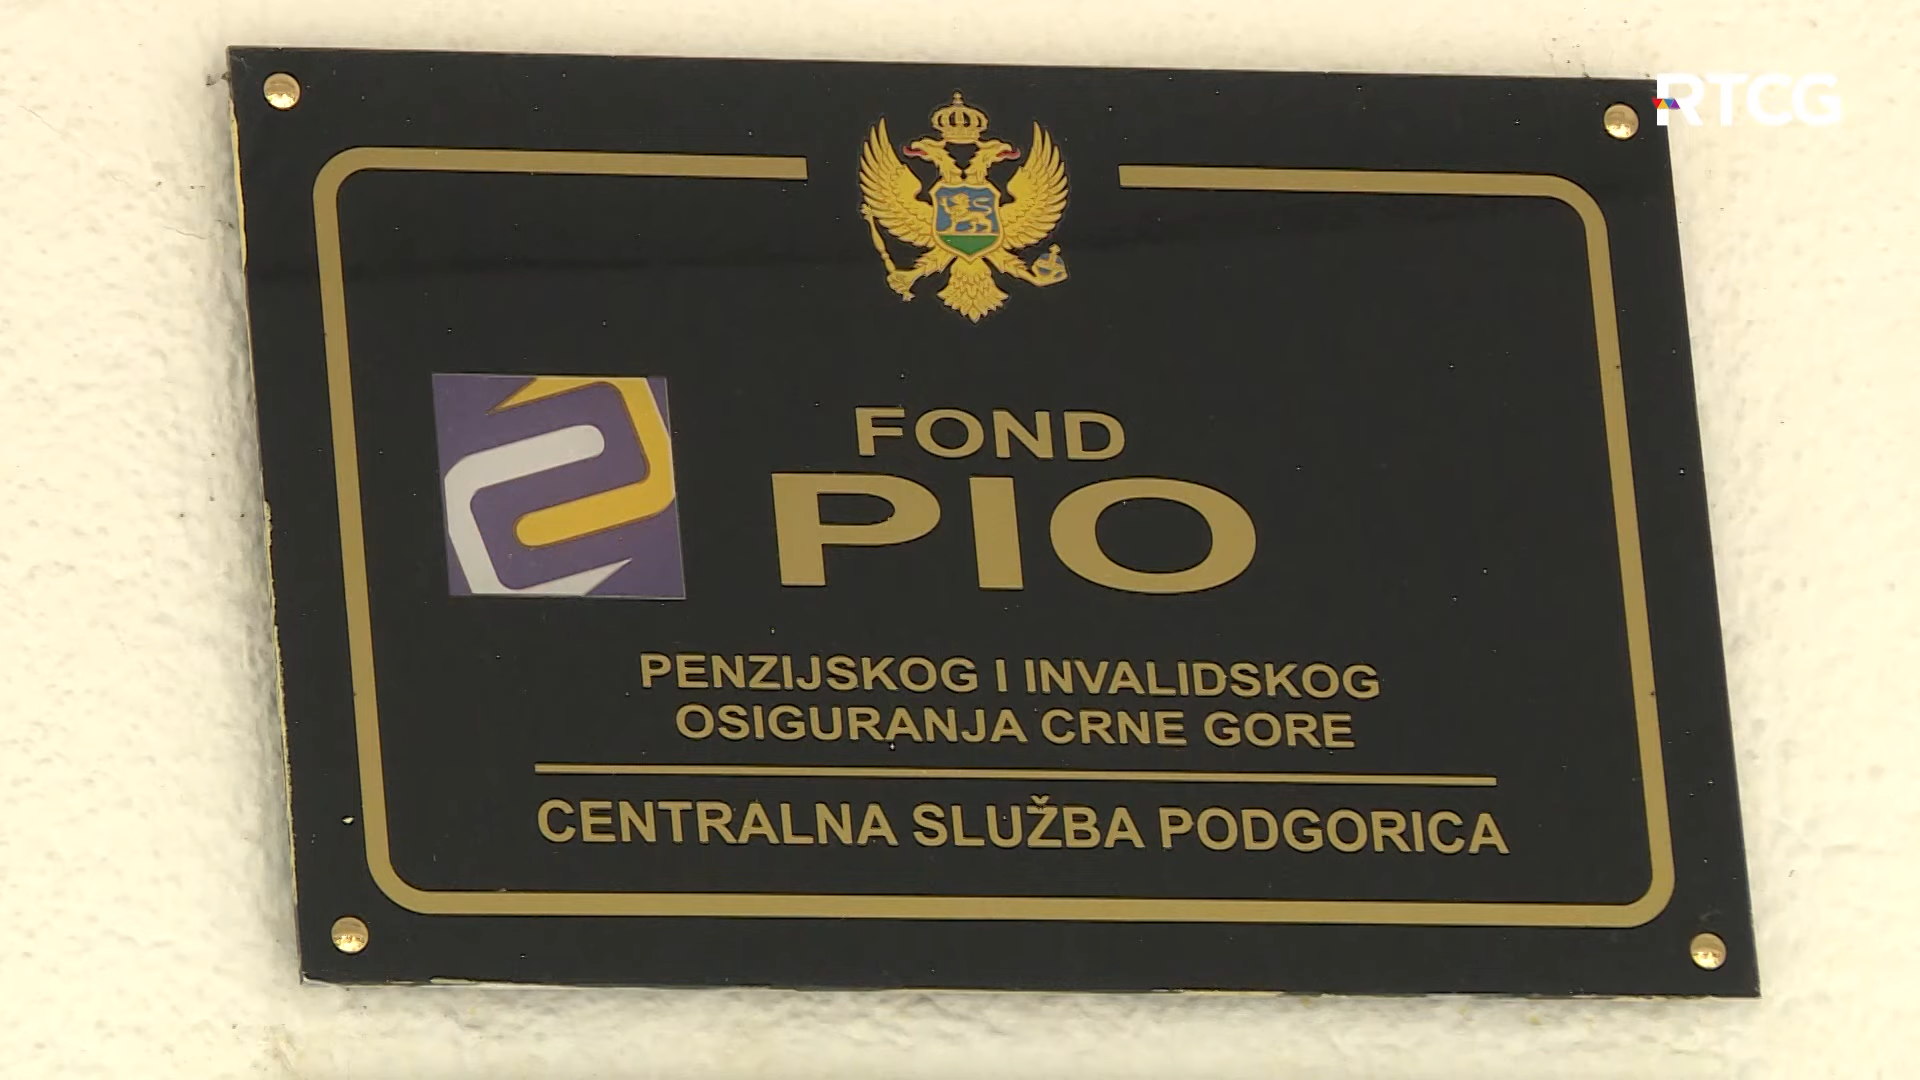 RTCG
FOND
PIO
PENZIJSKOG I INVALIDSKOG
OSIGURANJA CRNE GORE
CENTRALNA SLUŽBA PODGORICA